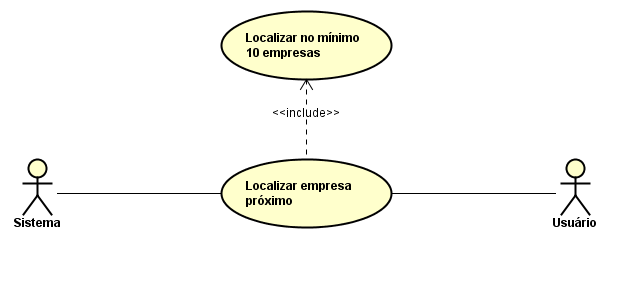 Localizar no mínimo
10 empresas
<<include>>
Localizar empresa
próximo
Sistema
Usuário